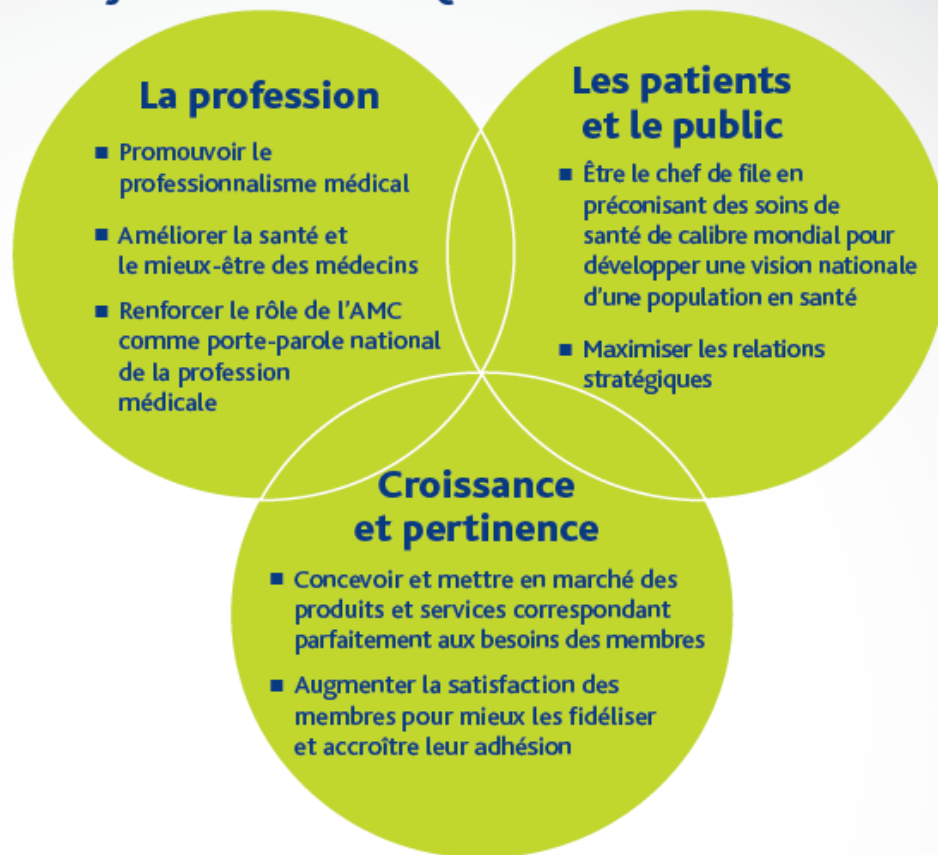 La profession
■ Promouvoir le
professionnalisme médical
■ Améliorer la santé et
le mieux-être des médecins
■ Renforcer le rôle de l'AMC
comme porte-parole national
de la profession
médicale
Les patients
et le public
■ Être le chef de file en
préconisant des soins de
santé de calibre mondial pour
développer une vision nationale
d'une population en santé
■ Maximiser les relations
stratégiques
Croissance
et pertinence
■ Concevoir et mettre en marché des
produits et services correspondant
parfaitement aux besoins des membres
■ Augmenter la satisfaction des
membres pour mieux les fidéliser
et accroître leur adhésion